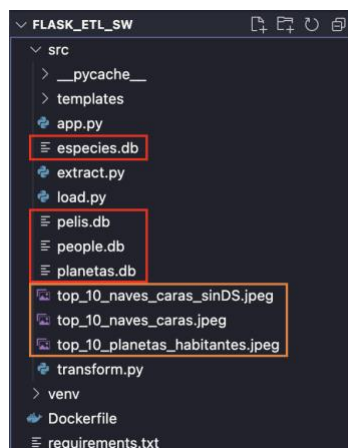 FLASK_ETL_SW
src
__pycache__
templates
app.py
especies.db
extract.py
load.py
pelis.db
people.db
planetas.db
top_10_naves_caras_sinDS.jpeg
top_10_naves_caras.jpeg
top_10_planetas_habitantes.jpeg
transform.py
venv
Dockerfile
requirements.txt